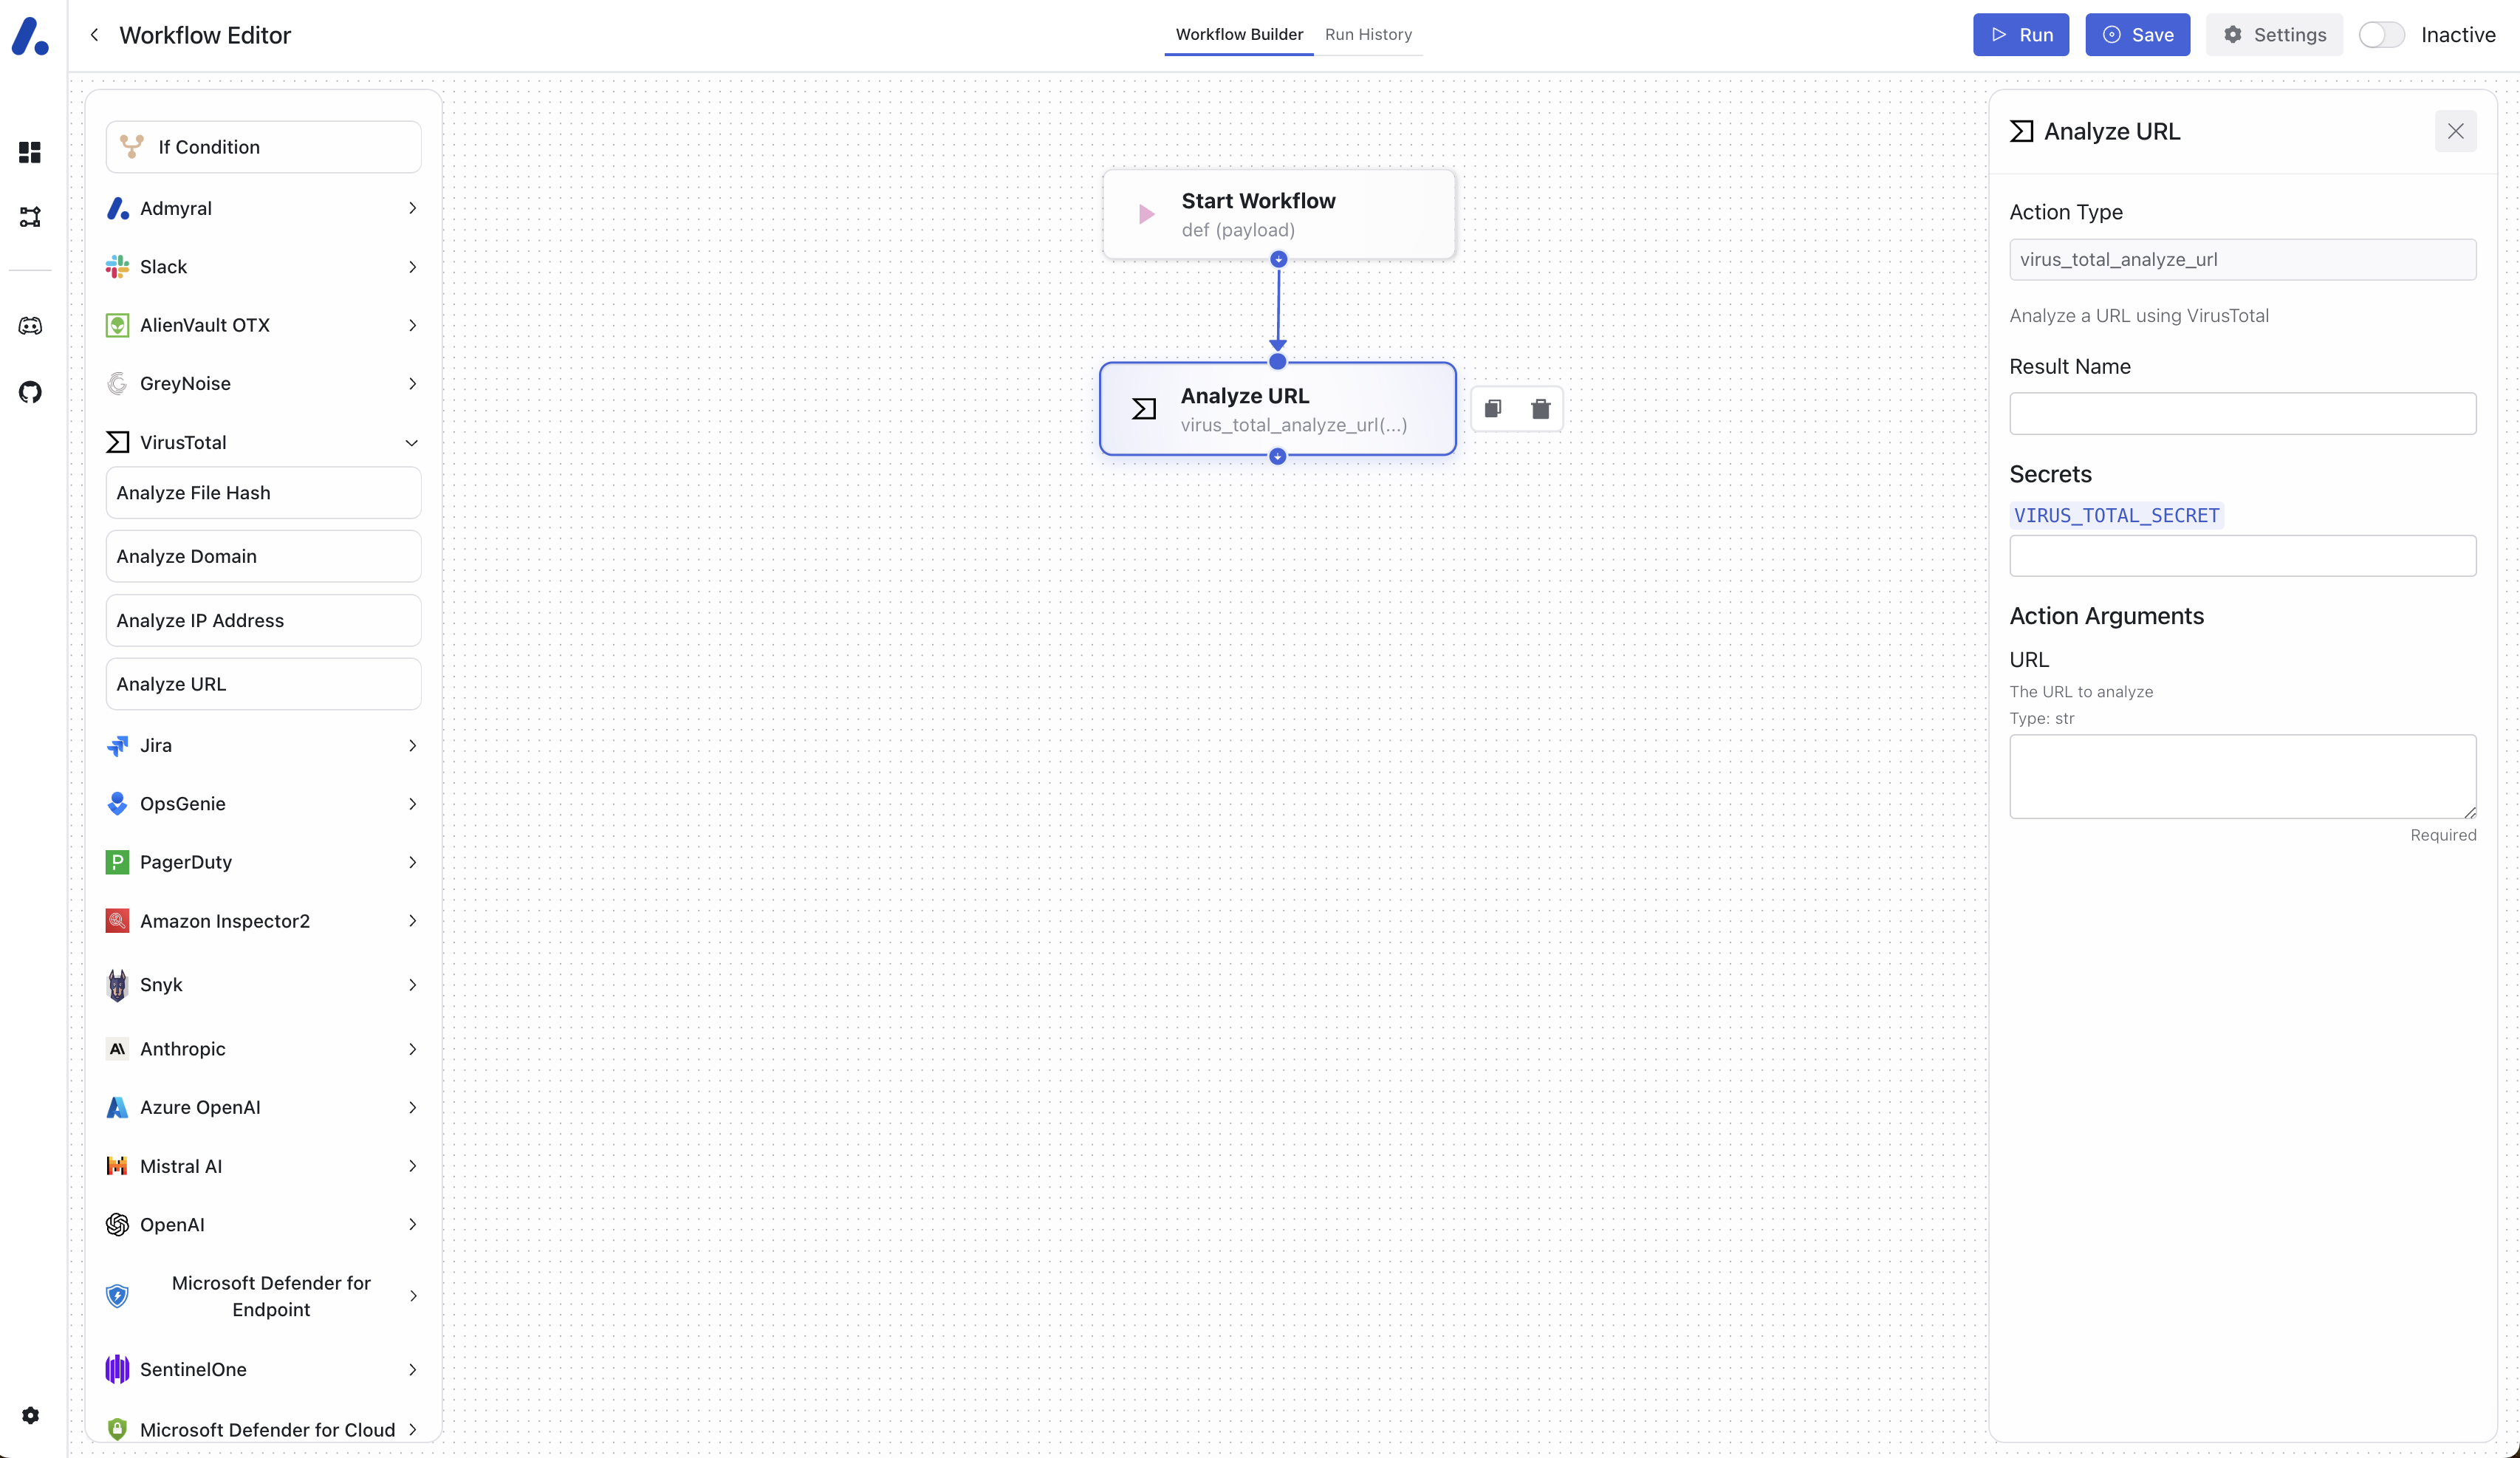 Workflow Editor
Workflow Builder
Run History
Run
Save
Settings
Inactive
If Condition
Admyral
Slack
AlienVault OTX
GreyNoise
VirusTotal
Analyze File Hash
Analyze Domain
Analyze IP Address
Analyze URL
Jira
OpsGenie
PagerDuty
Amazon Inspector2
Snyk
Anthropic
Azure OpenAI
Mistral AI
OpenAI
Microsoft Defender for
Endpoint
SentinelOne
Microsoft Defender for Cloud
Start Workflow
def (payload)
Analyze URL
virus_total_analyze_url(...)
Analyze URL
Action Type
virus_total_analyze_url
Analyze a URL using VirusTotal
Result Name
Secrets
VIRUS_TOTAL_SECRET
Action Arguments
URL
The URL to analyze
Type: str
Required